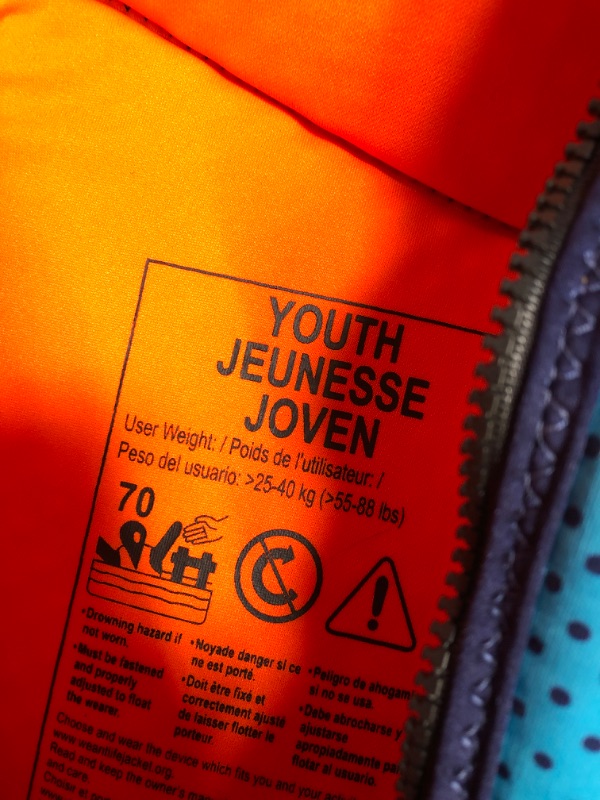 YOUTH
JEUNESSE
JOVEN
User Weight: / Poids de l'utilisateur: /
Peso del usuario: >25-40 kg (>55-88 lbs)
70
•Drowning hazard if
not worn.
•Must be fastened
and properly
adjusted to float
the wearer.
•Noyade danger si ce
ne est porté.
•Doit être fixé et
correctement ajusté
de laisser flotter le
porteur.
•Peligro de
si no se usa.
•Debe abrocharse y
ajustarse
apropiadamente
flotar al usuario.
Choose and wear the device which fits you and your
www.wearitlifejacket.org.
Read and keep the owner's
and care.